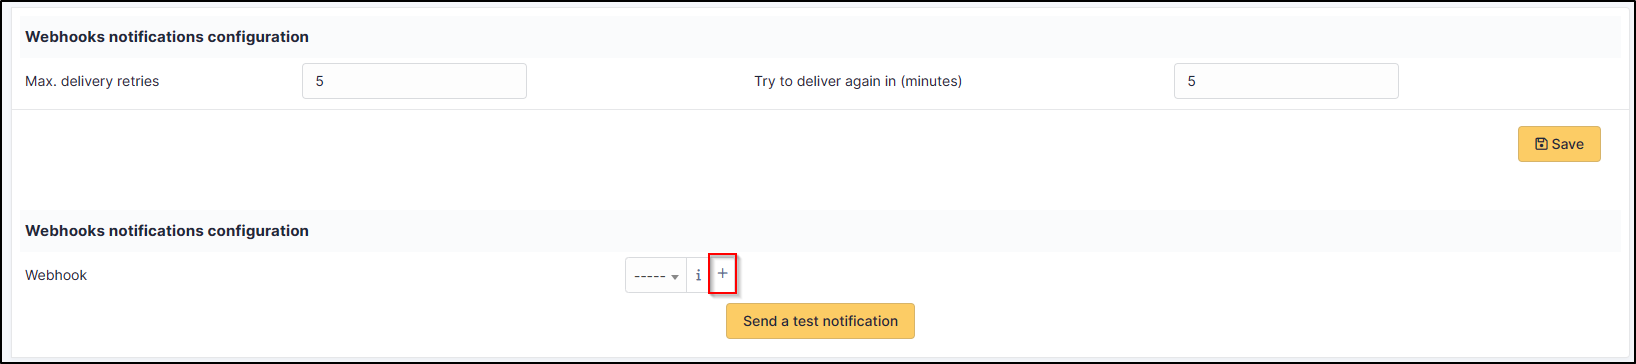 Webhooks notifications configuration
Max. delivery retries 5 Try to deliver again in (minutes) 5
Save
Webhooks notifications configuration
Webhook ----- i +
Send a test notification